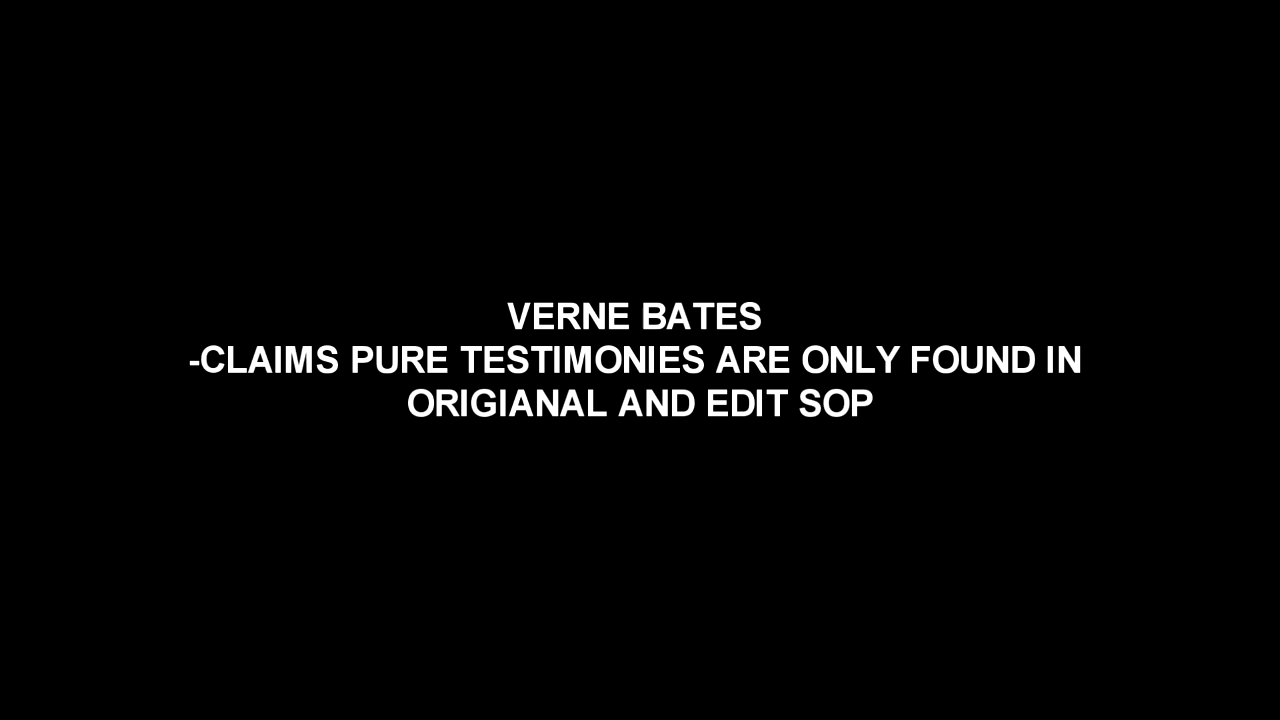 VERNE BATES
-CLAIMS PURE TESTIMONIES ARE ONLY FOUND IN
ORIGIANAL AND EDIT SOP